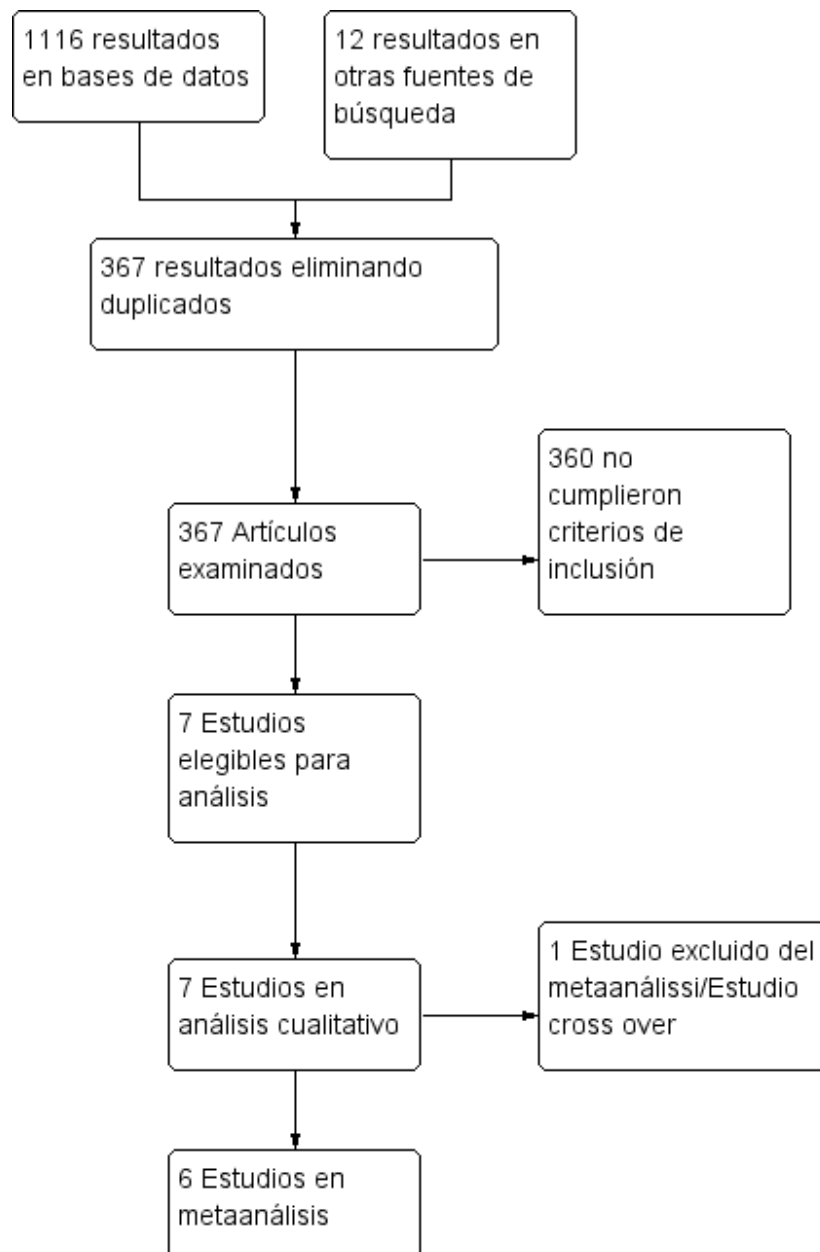 1116 resultados
en bases de datos
12 resultados en
otras fuentes de
búsqueda
367 resultados eliminando
duplicados
360 no
cumplieron
criterios de
inclusión
367 Artículos
examinados
7 Estudios
elegibles para
análisis
1 Estudio excluido del
metaanálissi/Estudio
cross over
7 Estudios en
análisis cualitativo
6 Estudios en
metaanálisis